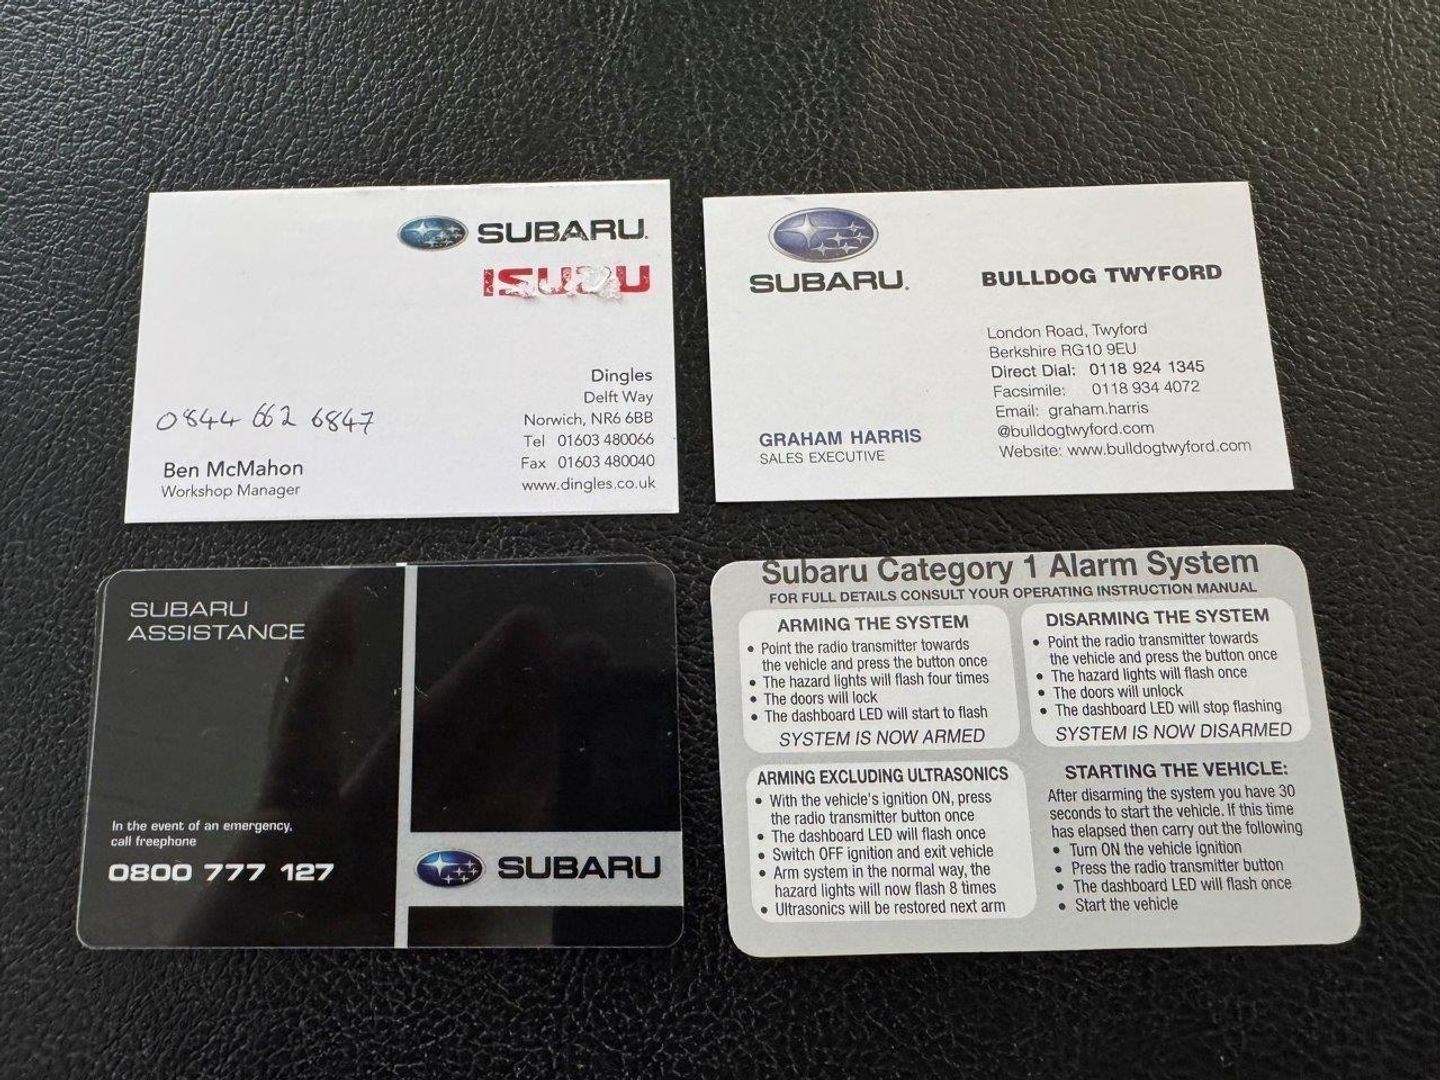 SUBARU.
ISUZU
Dingles
Delft Way
Norwich, NR6 6BB
Tel 01603 480066
Fax 01603 480040
www.dingles.co.uk
0844 662 6847
Ben McMahon
Workshop Manager
SUBARU.
BULLDOG TWYFORD
London Road, Twyford
Berkshire RG10 9EU
Direct Dial: 0118 924 1345
Facsimile: 0118 934 4072
Email: graham.harris
@bulldogtwyford.com
Website: www.bulldogtwyford.com
GRAHAM HARRIS
SALES EXECUTIVE
SUBARU
ASSISTANCE
In the event of an emergency,
call freephone
0800 777 127
SUBARU
Subaru Category 1 Alarm System
FOR FULL DETAILS CONSULT YOUR OPERATING INSTRUCTION MANUAL
ARMING THE SYSTEM
• Point the radio transmitter towards
the vehicle and press the button once
• The hazard lights will flash four times
• The doors will lock
• The dashboard LED will start to flash
SYSTEM IS NOW ARMED
DISARMING THE SYSTEM
• Point the radio transmitter towards
the vehicle and press the button once
• The hazard lights will flash once
• The doors will unlock
• The dashboard LED will stop flashing
SYSTEM IS NOW DISARMED
ARMING EXCLUDING ULTRASONICS
• With the vehicle's ignition ON, press
the radio transmitter button once
• The dashboard LED will flash once
• Switch OFF ignition and exit vehicle
• Arm system in the normal way, the
hazard lights will now flash 8 times
• Ultrasonics will be restored next arm
STARTING THE VEHICLE:
After disarming the system you have 30
seconds to start the vehicle. If this time
has elapsed then carry out the following
• Turn ON the vehicle ignition
• Press the radio transmitter button
• The dashboard LED will flash once
• Start the vehicle